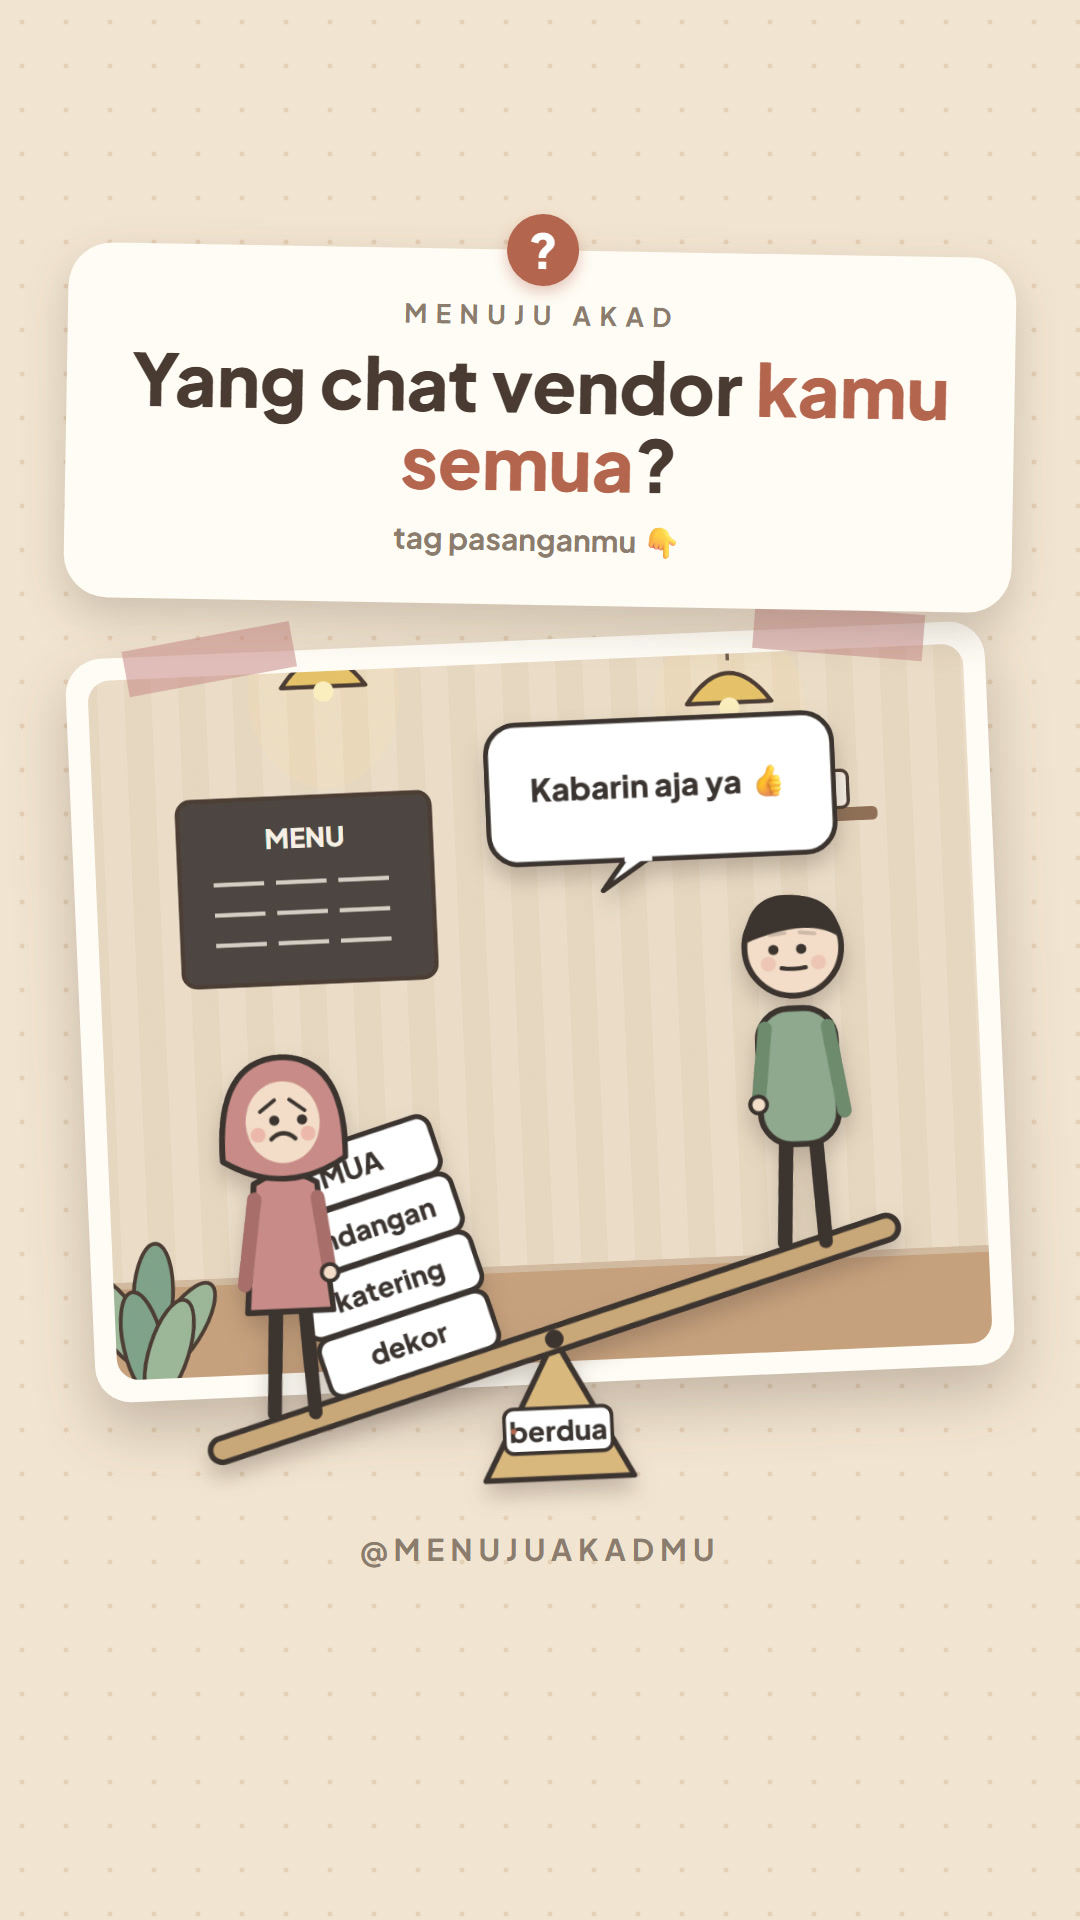 ?
MENUJU AKAD
Yang chat vendor kamu
semua?
tag pasanganmu 👇
Kabarin aja ya 👍
MENU
MUA
ndangan
katering
dekor
berdua
@MENUJUAKADMU